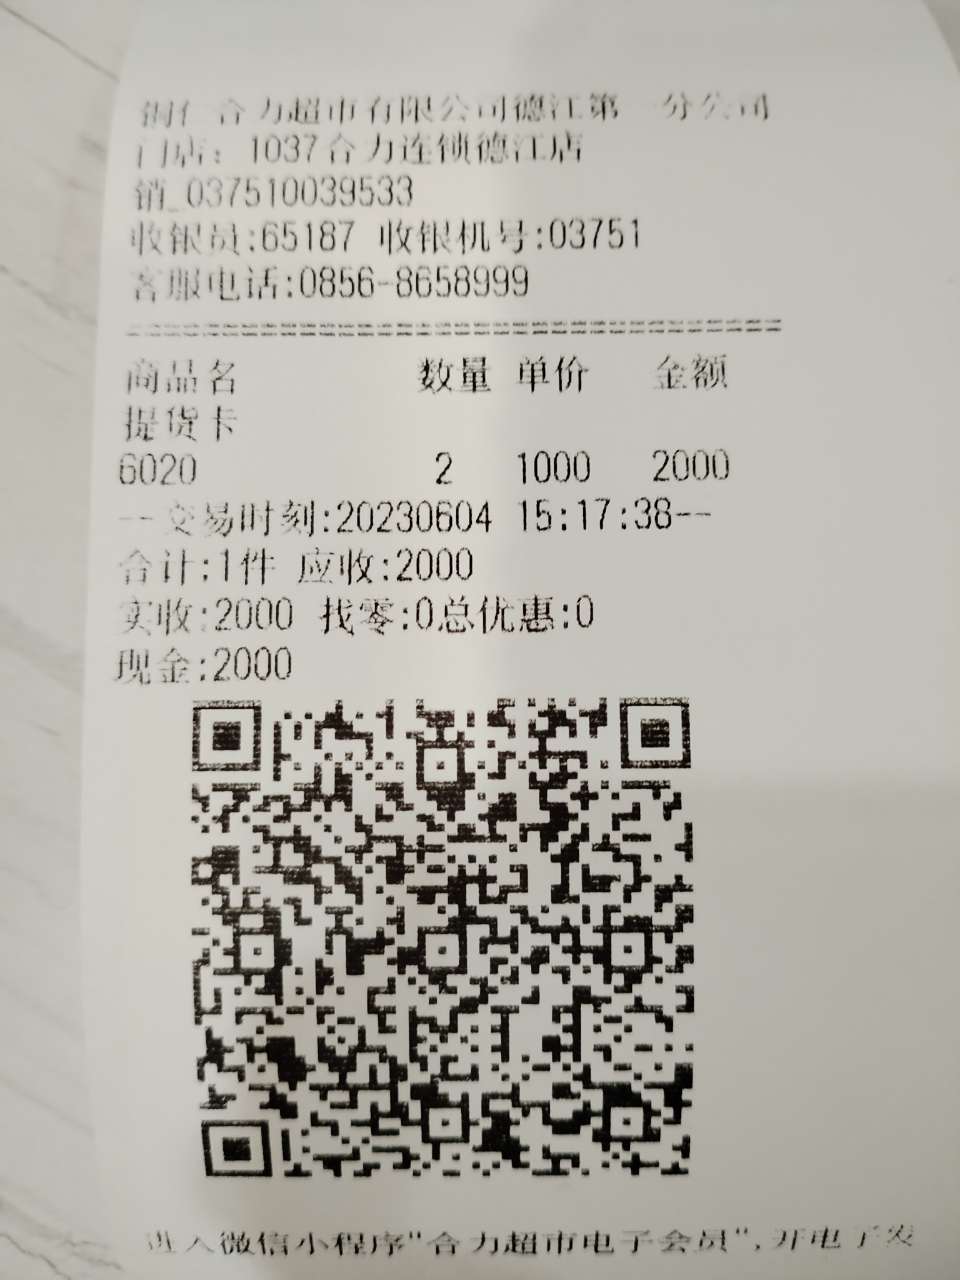 铜仁合力超市有限公司德江第一分公司
门店：1037合力连锁德江店
销_037510039533
收银员:65187 收银机号:03751
客服电话:0856-8658999
商品名 数量 单价 金额
提货卡
6020 2 1000 2000
--交易时刻:20230604 15:17:38--
合计:1件 应收:2000
实收:2000 找零:0总优惠:0
现金:2000
进入微信小程序"合力超市电子会员",开电子发